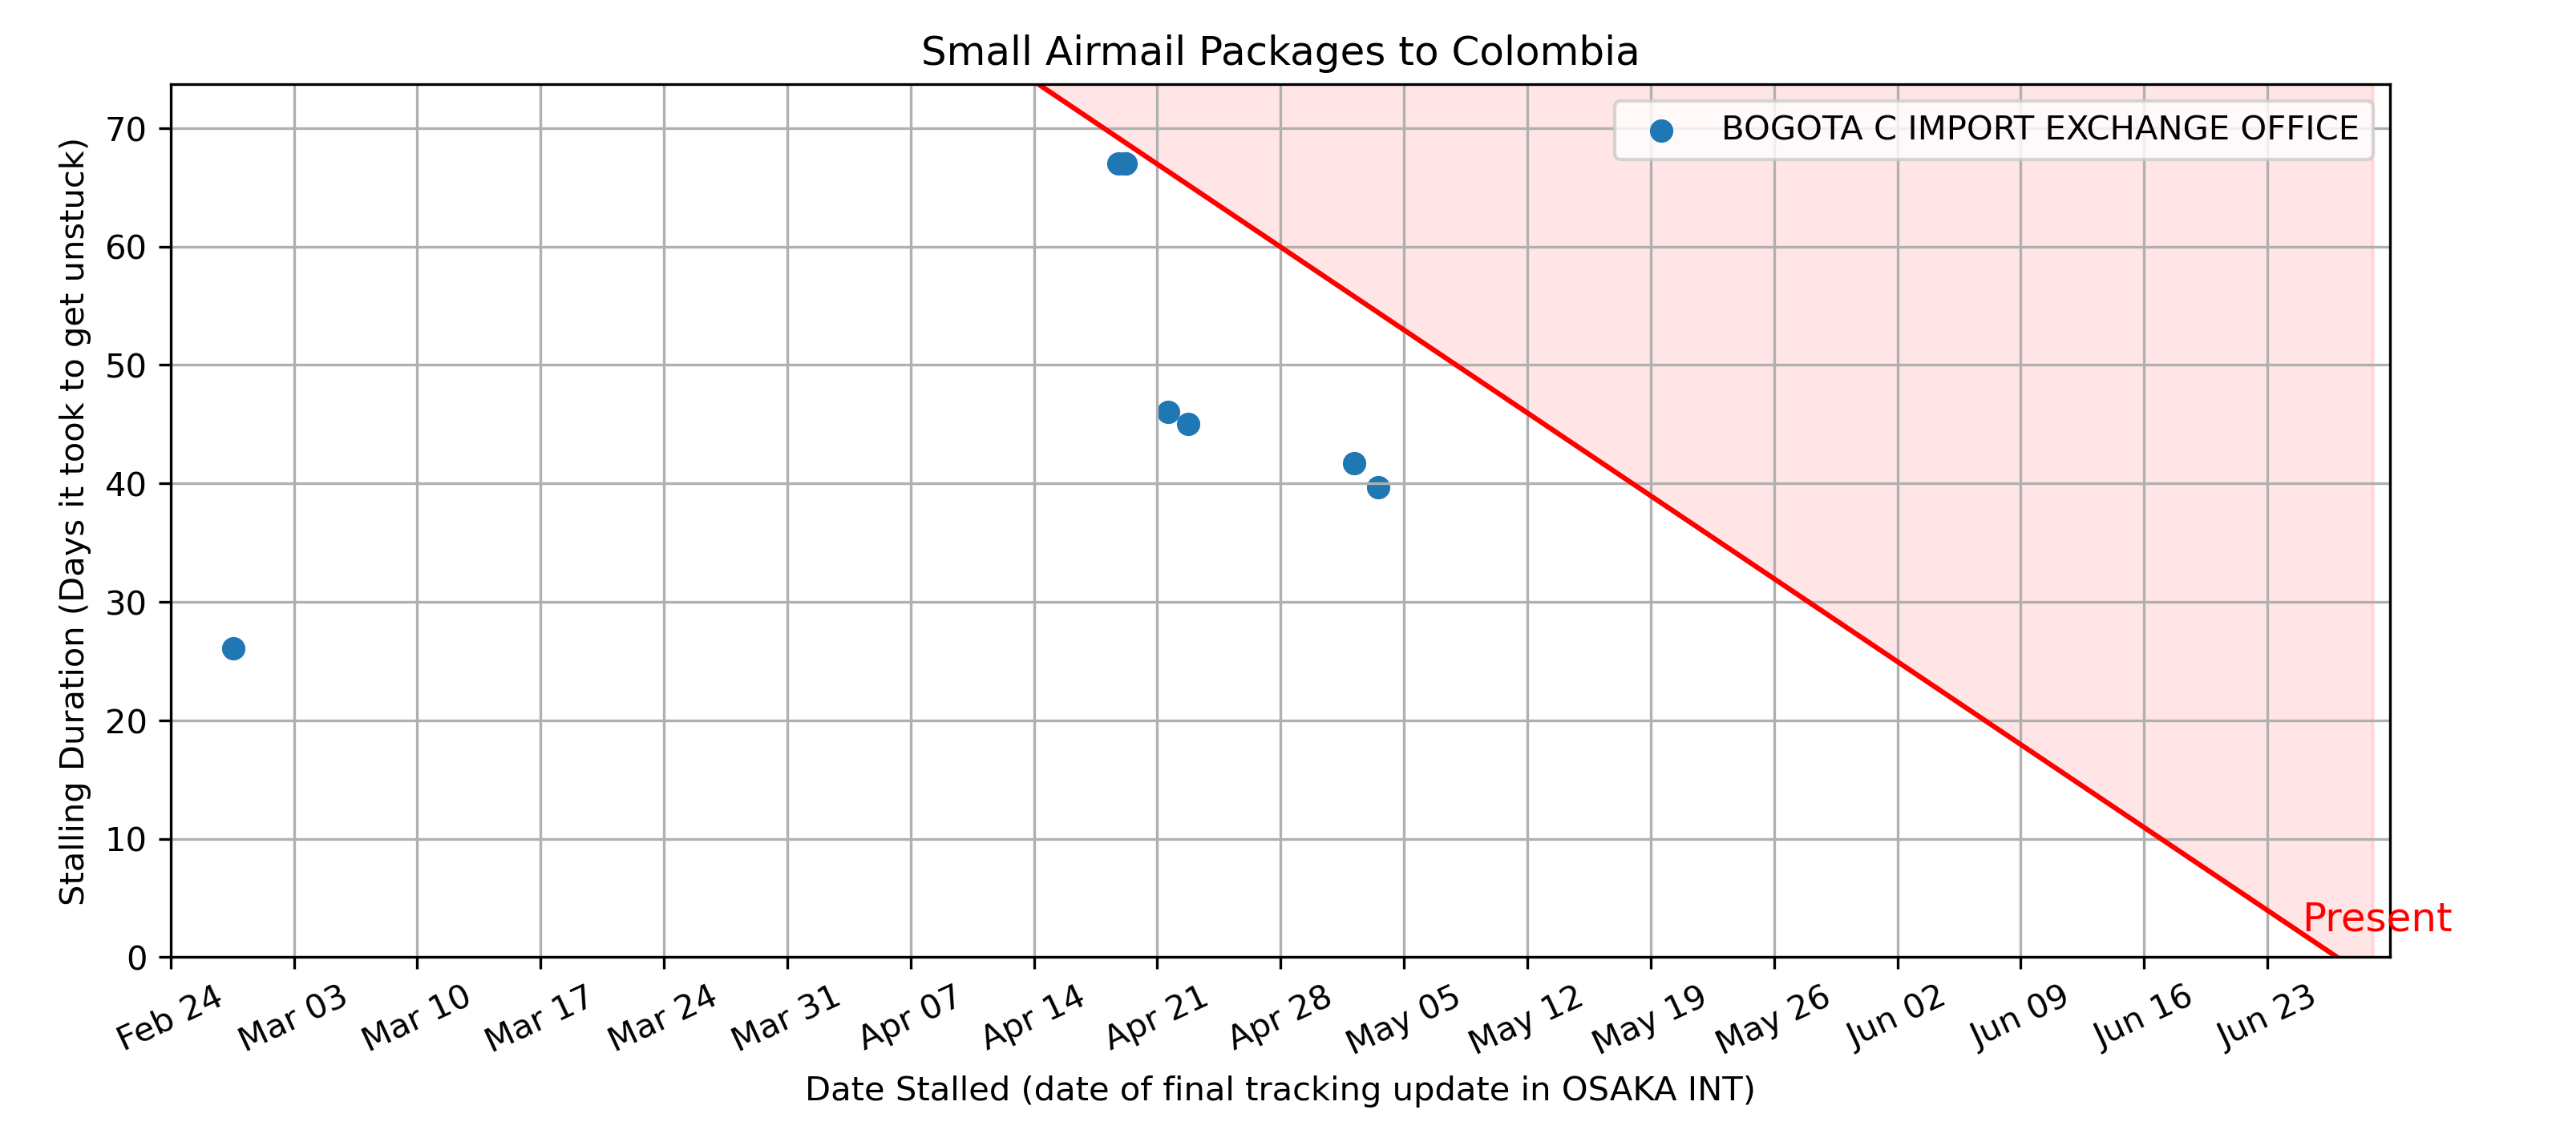 Small Airmail Packages to Colombia
BOGOTA C IMPORT EXCHANGE OFFICE
Stalling Duration (Days it took to get unstuck)
70
60
50
40
30
20
10
0
Present
Feb 24 Mar 03 Mar 10 Mar 17 Mar 24 Mar 31 Apr 07 Apr 14 Apr 21 Apr 28 May 05 May 12 May 19 May 26 Jun 02 Jun 09 Jun 16 Jun 23
Date Stalled (date of final tracking update in OSAKA INT)